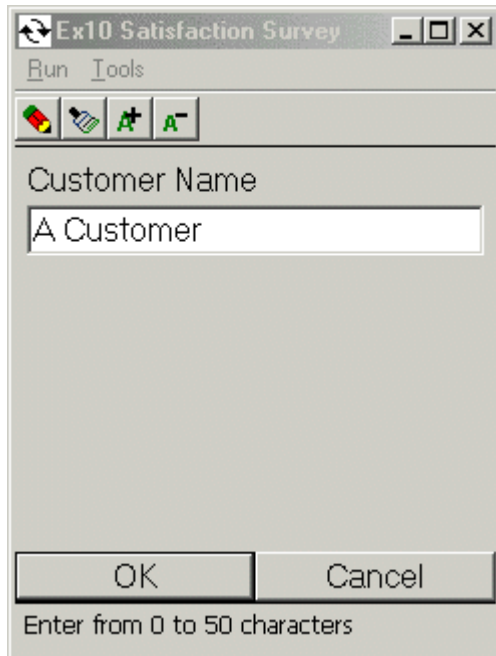 Ex10 Satisfaction Survey
Run Tools
A+ A-
Customer Name
A Customer
OK Cancel
Enter from 0 to 50 characters